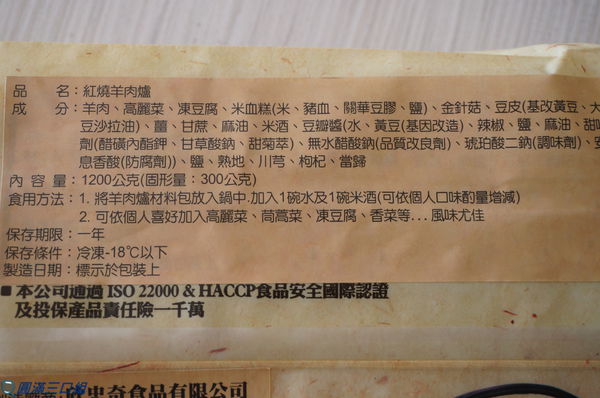 品　　名：紅燒羊肉爐
成　　分：羊肉、高麗菜、凍豆腐、米血糕(米、豬血、關華豆膠、鹽)、金針菇、豆皮(基改黃豆、大
豆沙拉油)、薑、甘蔗、麻油、米酒、豆瓣醬(水、黃豆(基因改造)、辣椒、鹽、麻油、甜味
劑(醋磺內酯鉀、甘草酸鈉、甜菊萃)、無水醋酸鈉(品質改良劑)、琥珀酸二鈉(調味劑)、
息香酸(防腐劑))、鹽、熟地、川芎、枸杞、當歸
內 容 量：1200公克(固形量：300公克)
食用方法：1. 將羊肉爐材料包放入鍋中.加入1碗水及1碗米酒(可依個人口味酌量增減)
2. 可依個人喜好加入高麗菜、茼蒿菜、凍豆腐、香菜等...風味尤佳
保存期限：一年
保存條件：冷凍-18℃以下
製造日期：標示於包裝上
■ 本公司通過 ISO 22000 & HACCP食品安全國際認證
及投保產品責任險一千萬
圓滿三口組
忠奇食品有限公司